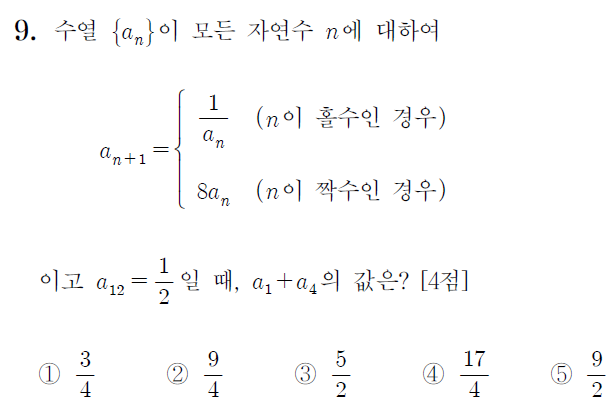 9. 수열 {aₙ}이 모든 자연수 n에 대하여
aₙ₊₁ = { 1/aₙ (n이 홀수인 경우)
8aₙ (n이 짝수인 경우)
이고 a₁₂ = 1/2 일 때, a₁+a₄의 값은? [4점]
① 3/4 ② 9/4 ③ 5/2 ④ 17/4 ⑤ 9/2